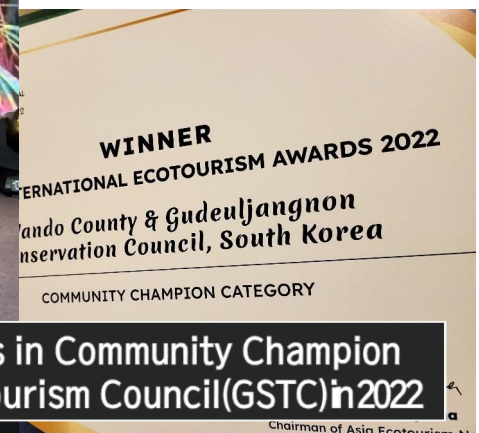 WINNER
ERNATIONAL ECOTOURISM AWARDS 2022
ando County & Gudeuljangnon
nservation Council, South Korea
COMMUNITY CHAMPION CATEGORY
s in Community Champion
ourism Council(GSTC)in2022
Chairman of Asia Ecotourism N